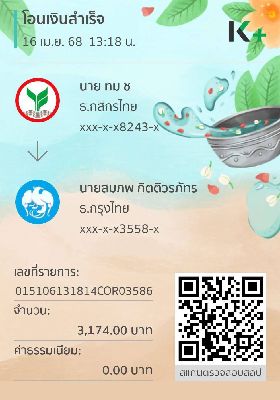 โอนเงินสำเร็จ
16 เม.ย. 68 13:18 น.
K+
นาย ทม ช
ธ.กสิกรไทย
xxx-x-x8243-x
นายสมภพ กิตติวรภัทร
ธ.กรุงไทย
xxx-x-x3558-x
เลขที่รายการ:
015106131814COR03586
จำนวน:
3,174.00 บาท
ค่าธรรมเนียม:
0.00 บาท
สแกนตรวจสอบสลิป